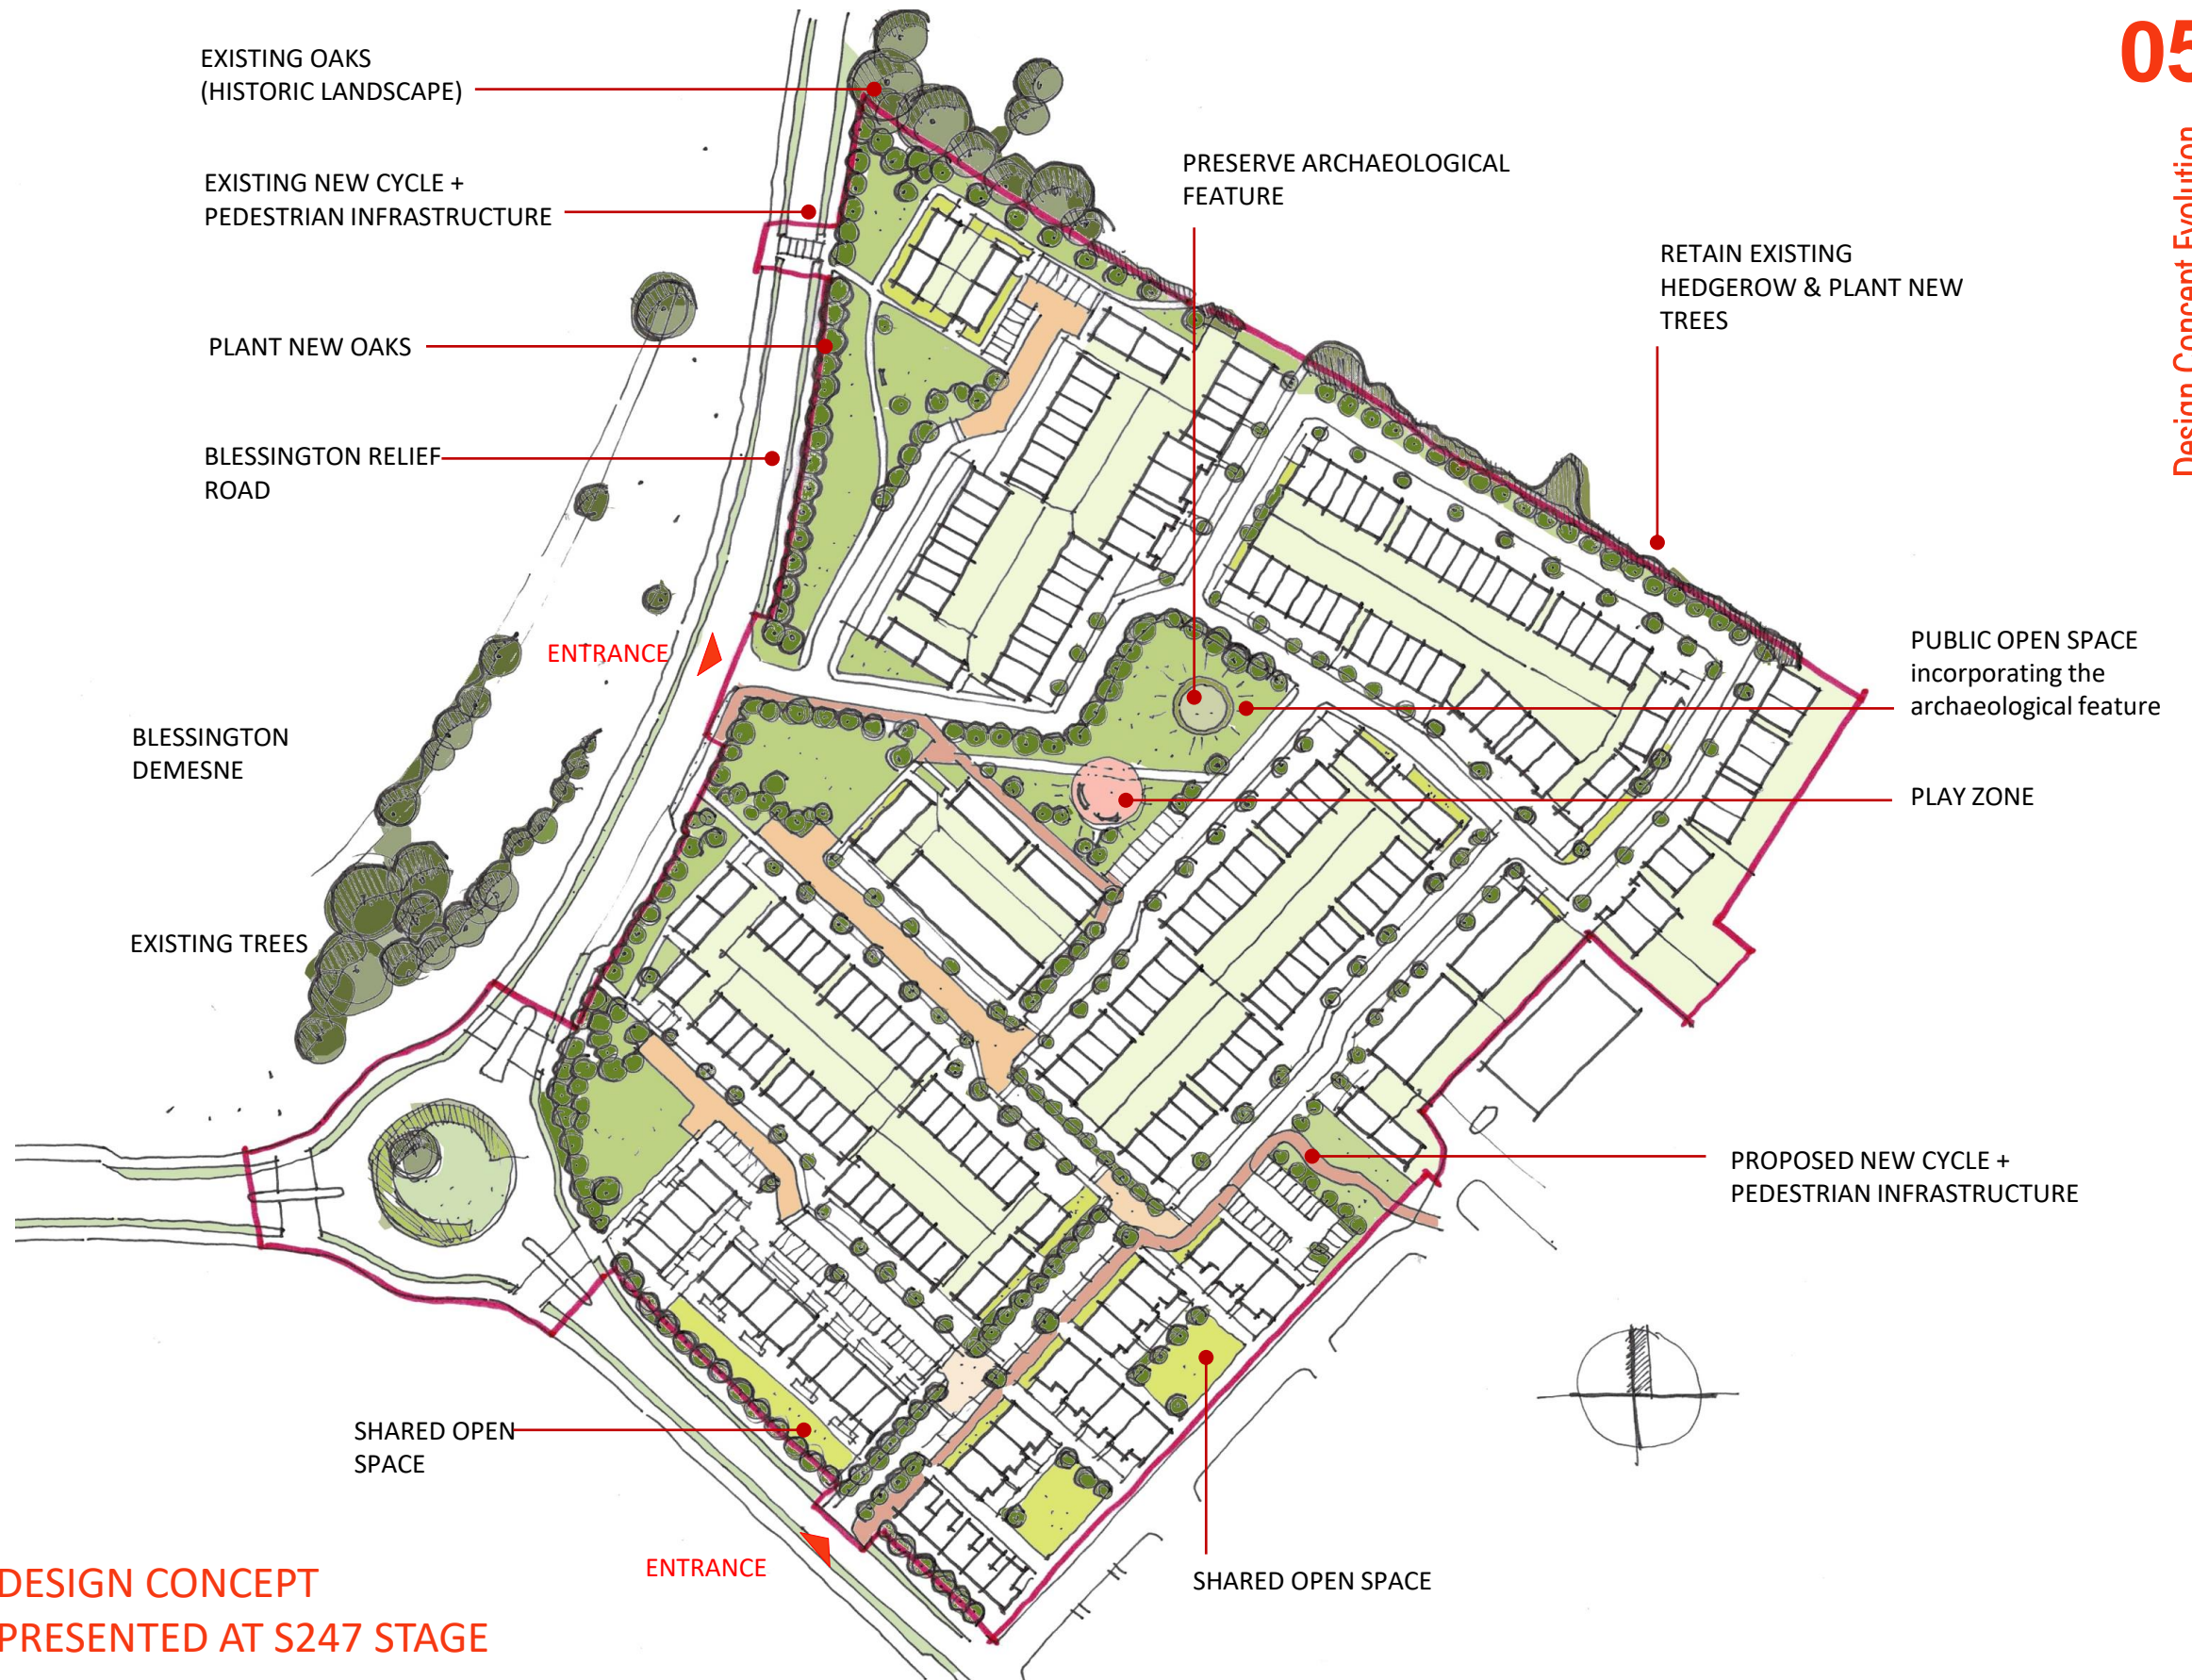 05
Design Concept Evolution
EXISTING OAKS
(HISTORIC LANDSCAPE)
EXISTING NEW CYCLE +
PEDESTRIAN INFRASTRUCTURE
PLANT NEW OAKS
BLESSINGTON RELIEF
ROAD
PRESERVE ARCHAEOLOGICAL
FEATURE
RETAIN EXISTING
HEDGEROW & PLANT NEW
TREES
ENTRANCE
PUBLIC OPEN SPACE
incorporating the
archaeological feature
BLESSINGTON
DEMESNE
PLAY ZONE
EXISTING TREES
PROPOSED NEW CYCLE +
PEDESTRIAN INFRASTRUCTURE
SHARED OPEN
SPACE
ENTRANCE
SHARED OPEN SPACE
DESIGN CONCEPT
PRESENTED AT S247 STAGE